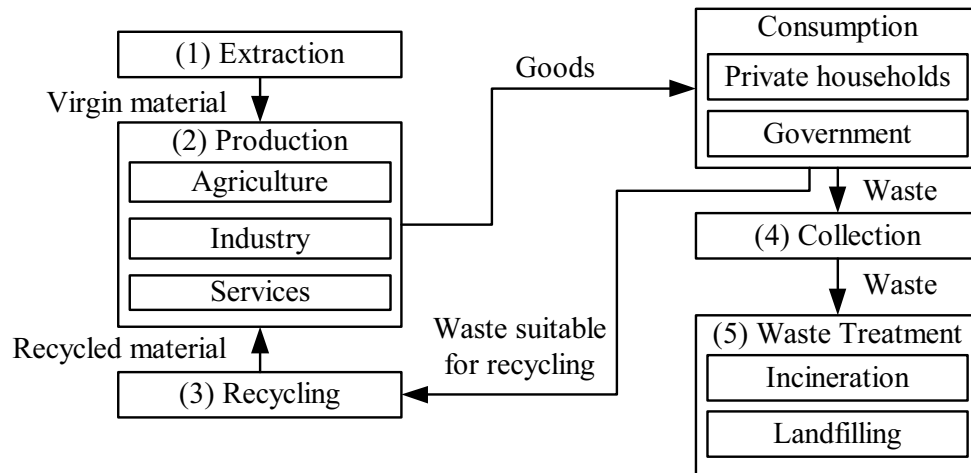 (1) Extraction
Virgin material
(2) Production
Agriculture
Industry
Services
Recycled material
(3) Recycling
Goods
Waste suitable
for recycling
Consumption
Private households
Government
Waste
(4) Collection
Waste
(5) Waste Treatment
Incineration
Landfilling